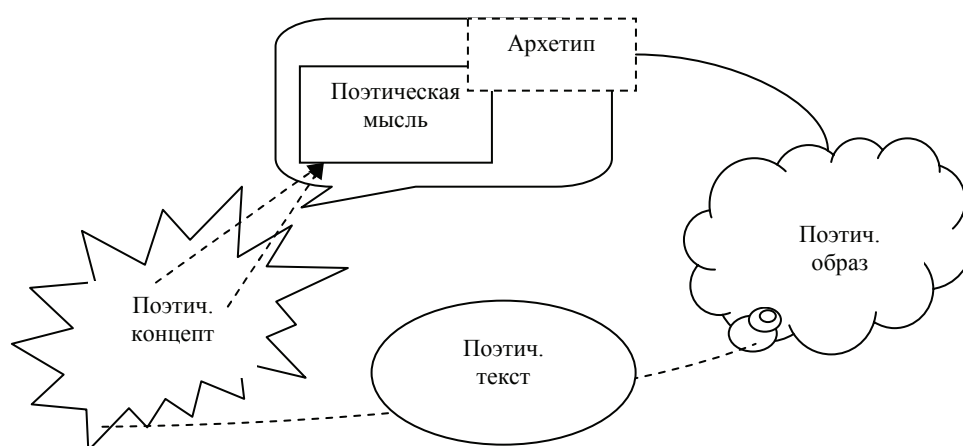 Архетип
Поэтическая
мысль
Поэтич.
образ
Поэтич.
концепт
Поэтич.
текст